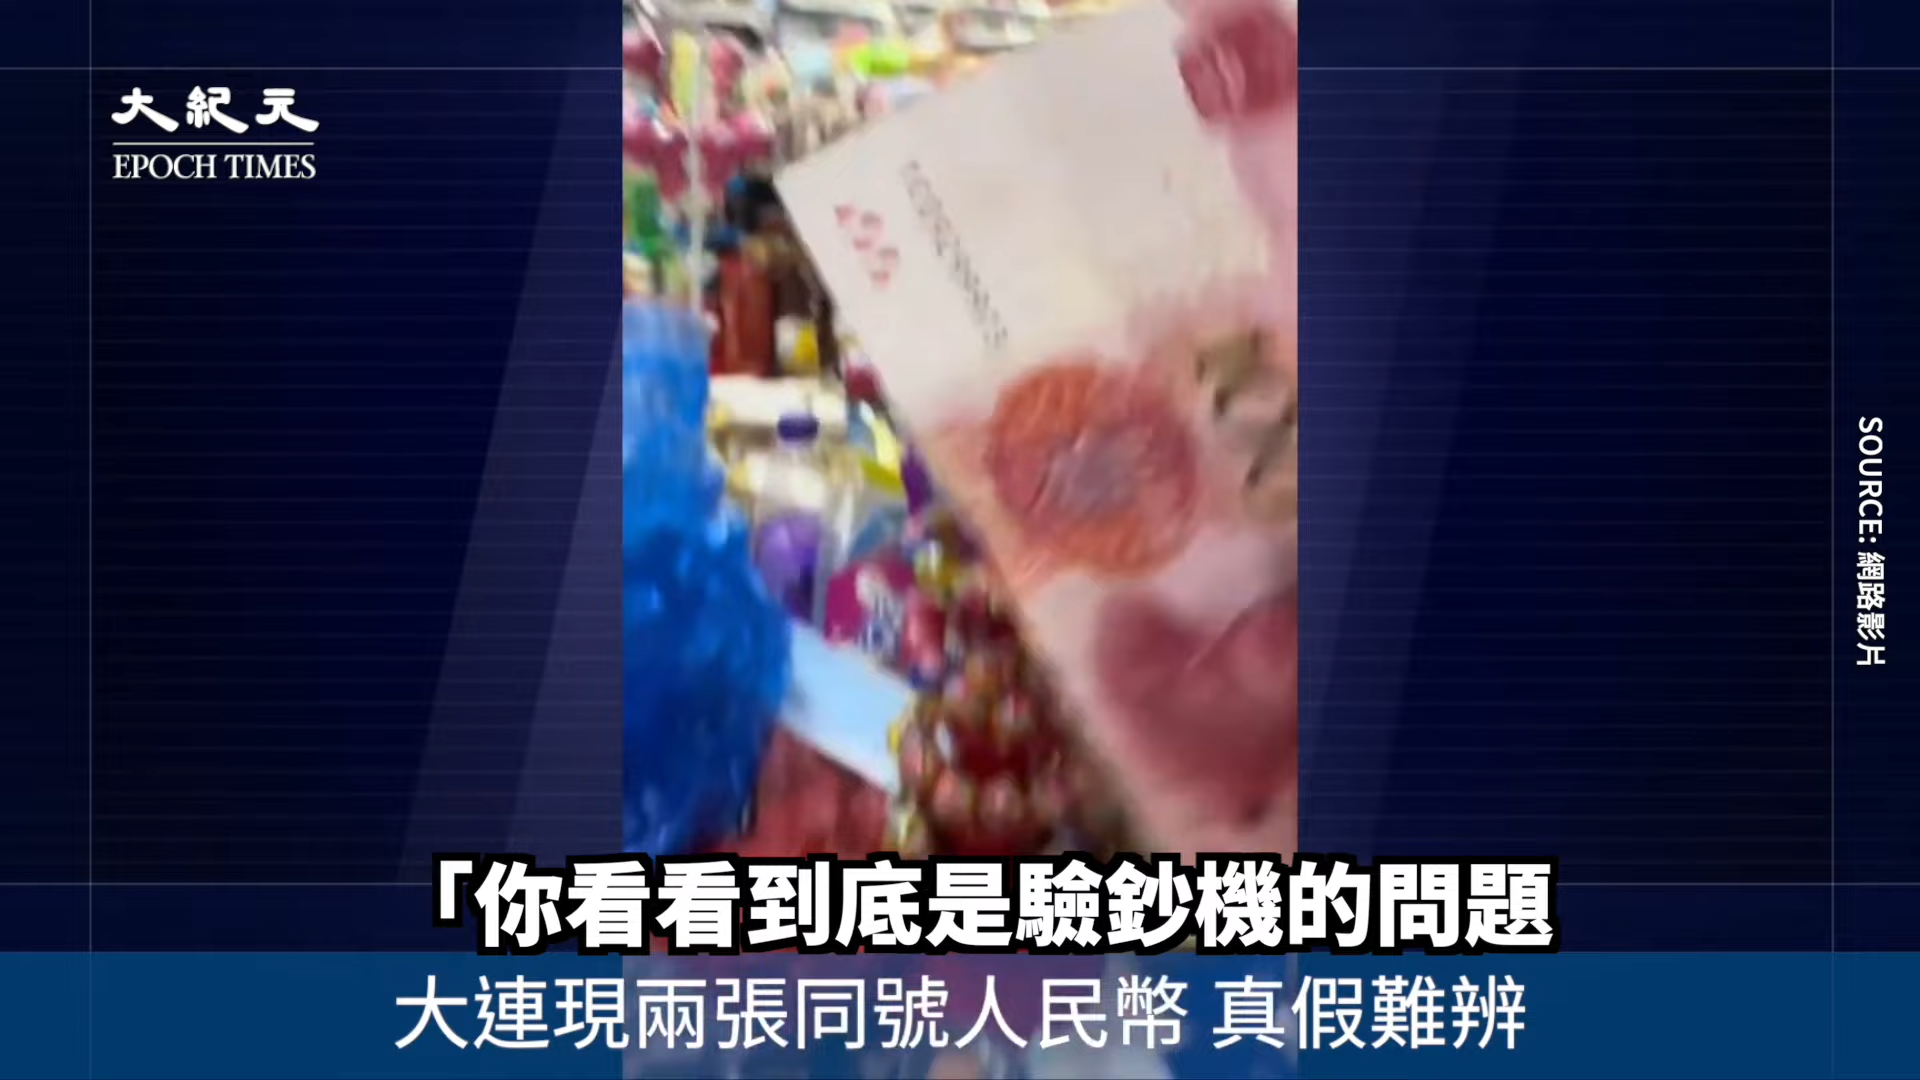 大紀元
EPOCH TIMES
SOURCE: 網路影片
「你看看到底是驗鈔機的問題
大連現兩張同號人民幣 真假難辨